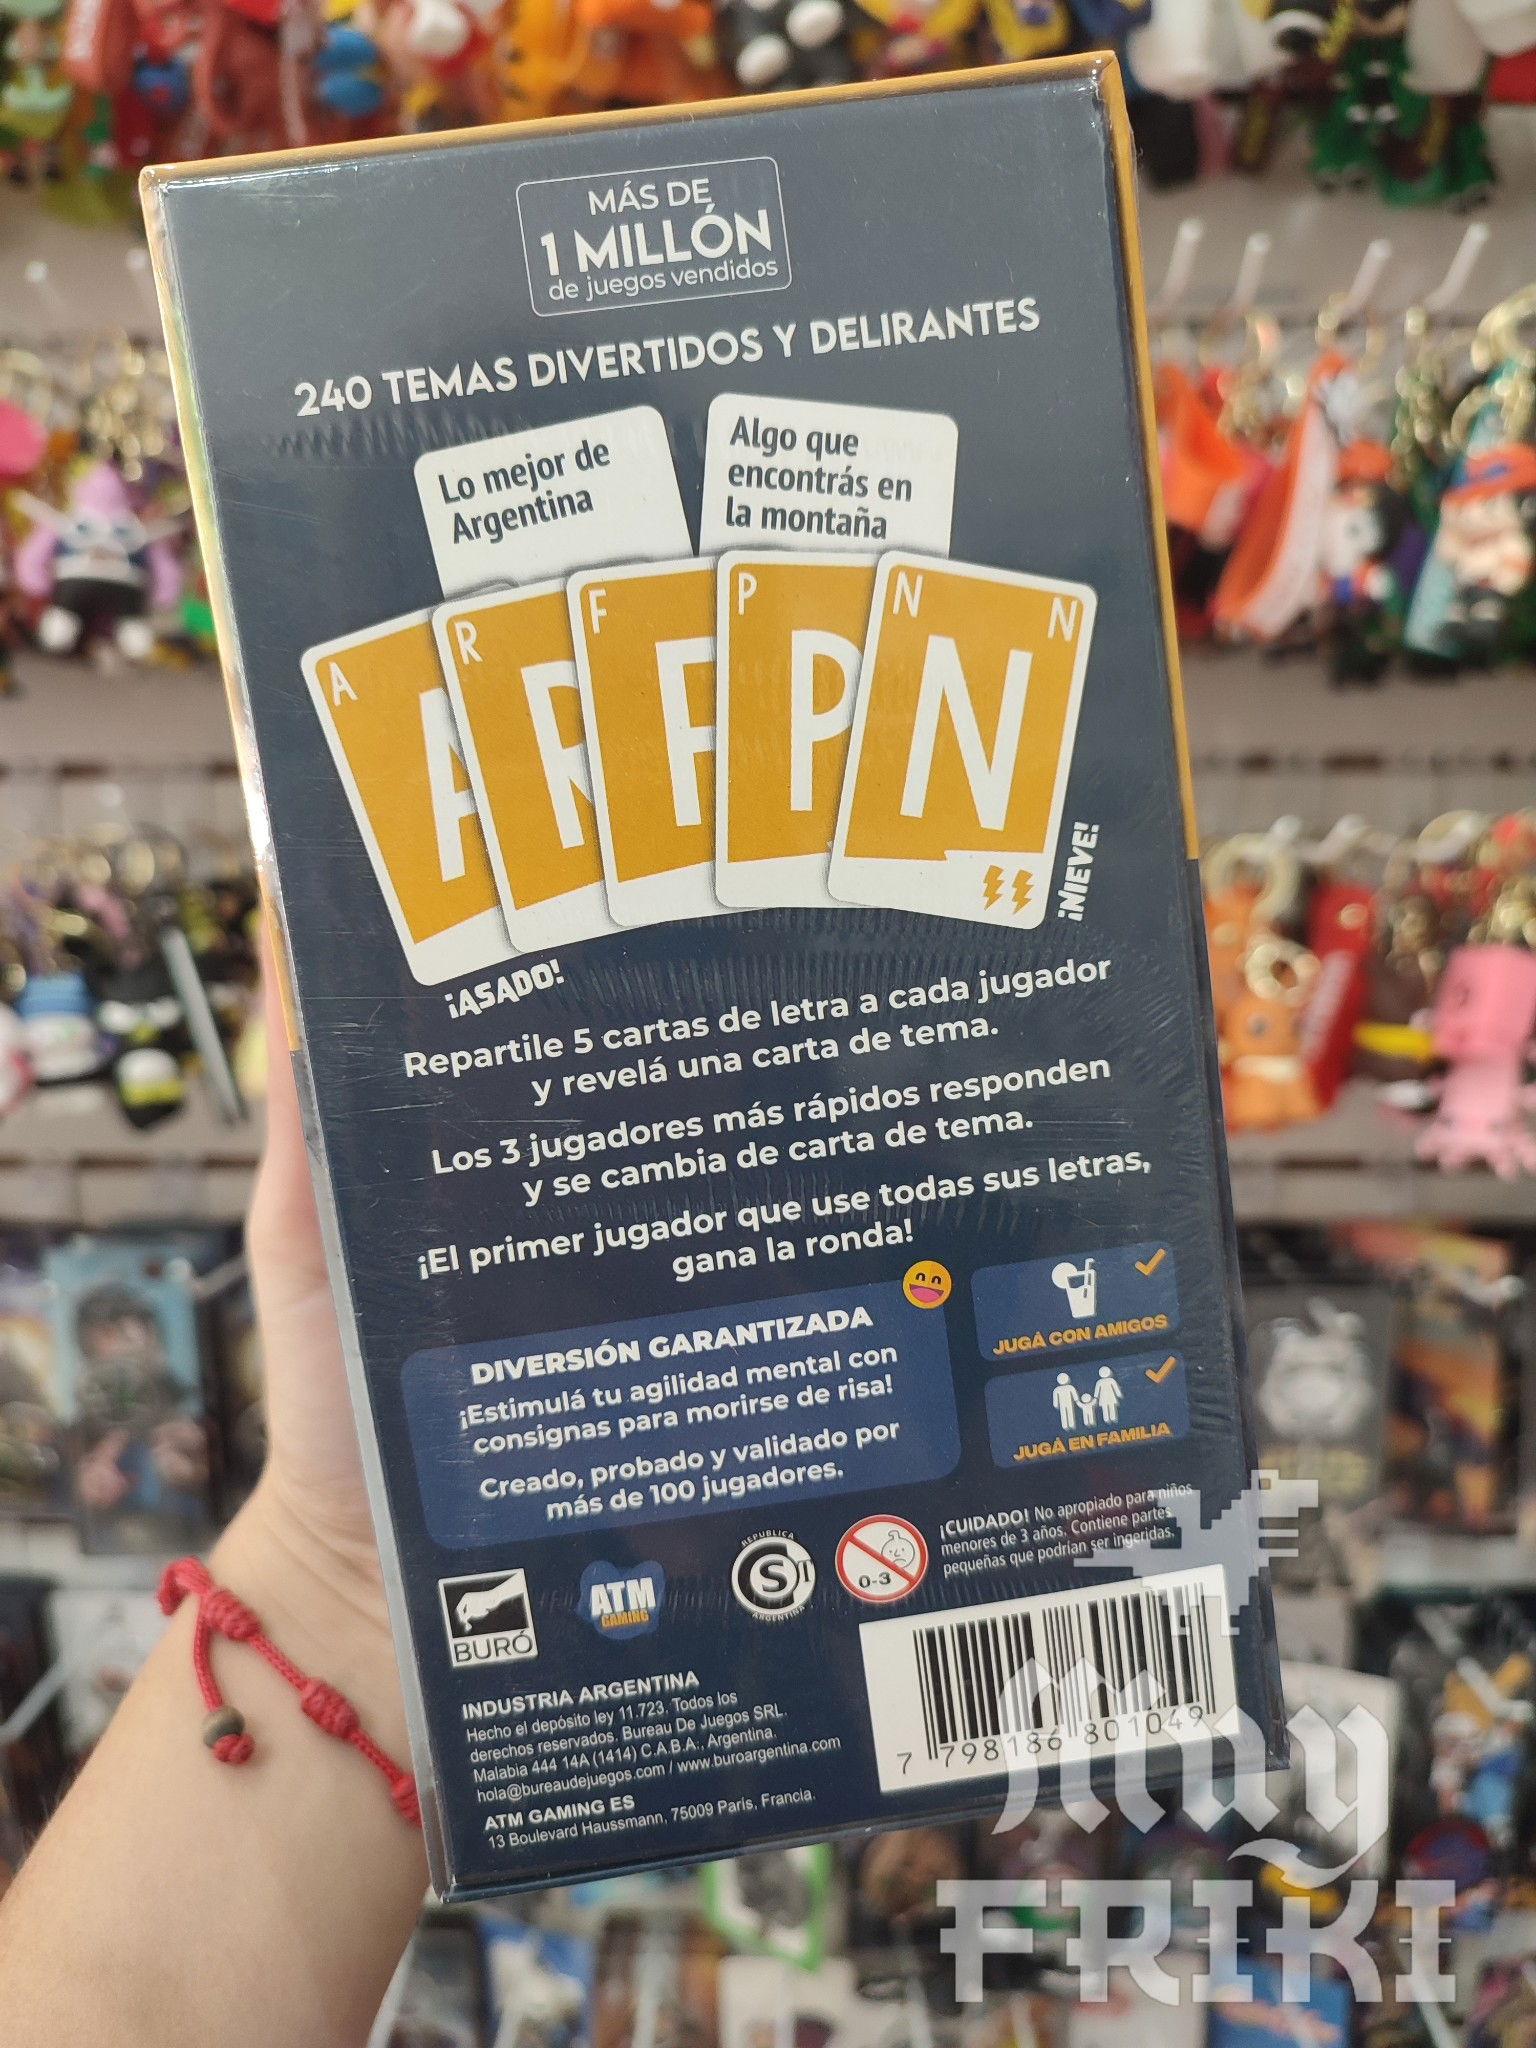 MÁS DE
1 MILLÓN
de juegos vendidos
240 TEMAS DIVERTIDOS Y DELIRANTES
Lo mejor de
Argentina
Algo que
encontrás en
la montaña
A
A
R
R
F
F
P
P
N
N
N
¡ASADO!
¡NIEVE!
Repartile 5 cartas de letra a cada jugador
y revelá una carta de tema.
Los 3 jugadores más rápidos responden
y se cambia de carta de tema.
¡El primer jugador que use todas sus letras,
gana la ronda!
DIVERSIÓN GARANTIZADA
¡Estimulá tu agilidad mental con
consignas para morirse de risa!
Creado, probado y validado por
más de 100 jugadores.
JUGÁ CON AMIGOS
JUGÁ EN FAMILIA
BURÓ
ATM
GAMING
REPUBLICA
S
ARGENTINA
0-3
¡CUIDADO! No apropiado para niños
menores de 3 años. Contiene partes
pequeñas que podrían ser ingeridas.
INDUSTRIA ARGENTINA
Hecho el depósito ley 11.723. Todos los
derechos reservados. Bureau De Juegos SRL.
Malabia 444 14A (1414) C.A.B.A., Argentina.
hola@bureaudejuegos.com / www.buroargentina.com
ATM GAMING ES
13 Boulevard Haussmann, 75009 Paris, Francia.
7 798186 801049
Muy
FRIKI